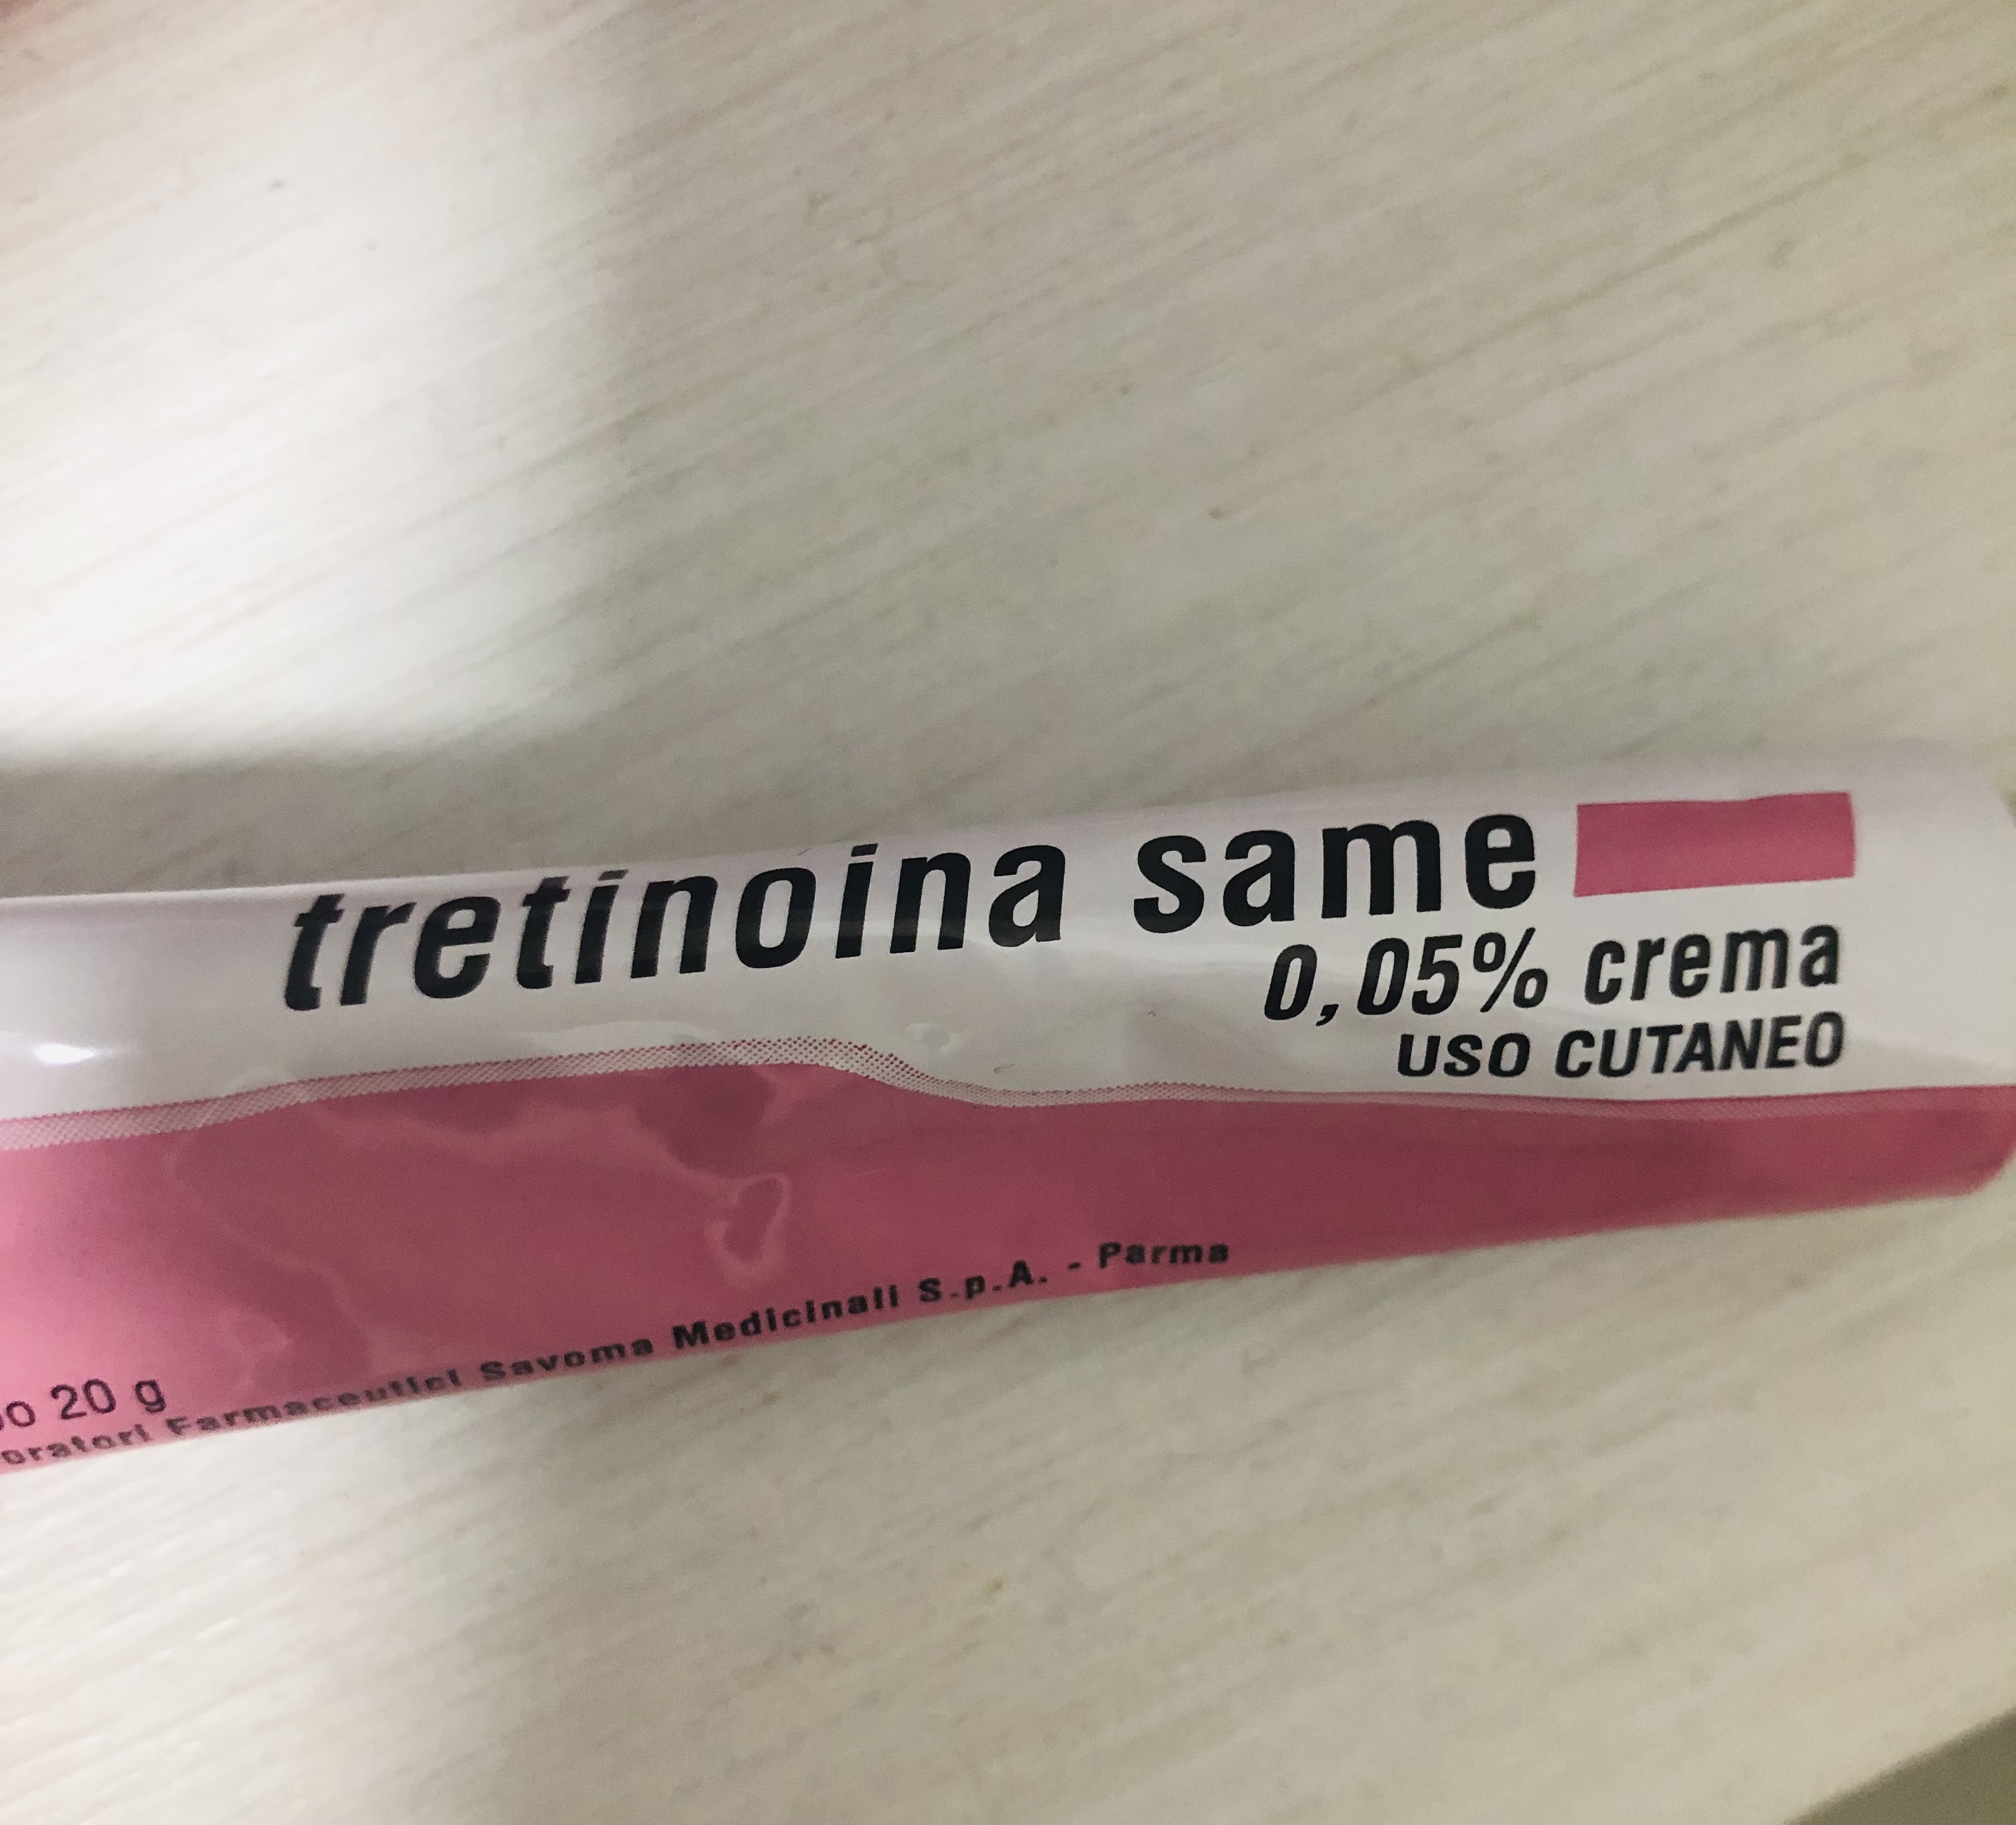 tretinoina same
0,05% crema
USO CUTANEO
20 g
Farmaceutici Savoma Medicinali S.p.A. - Parma